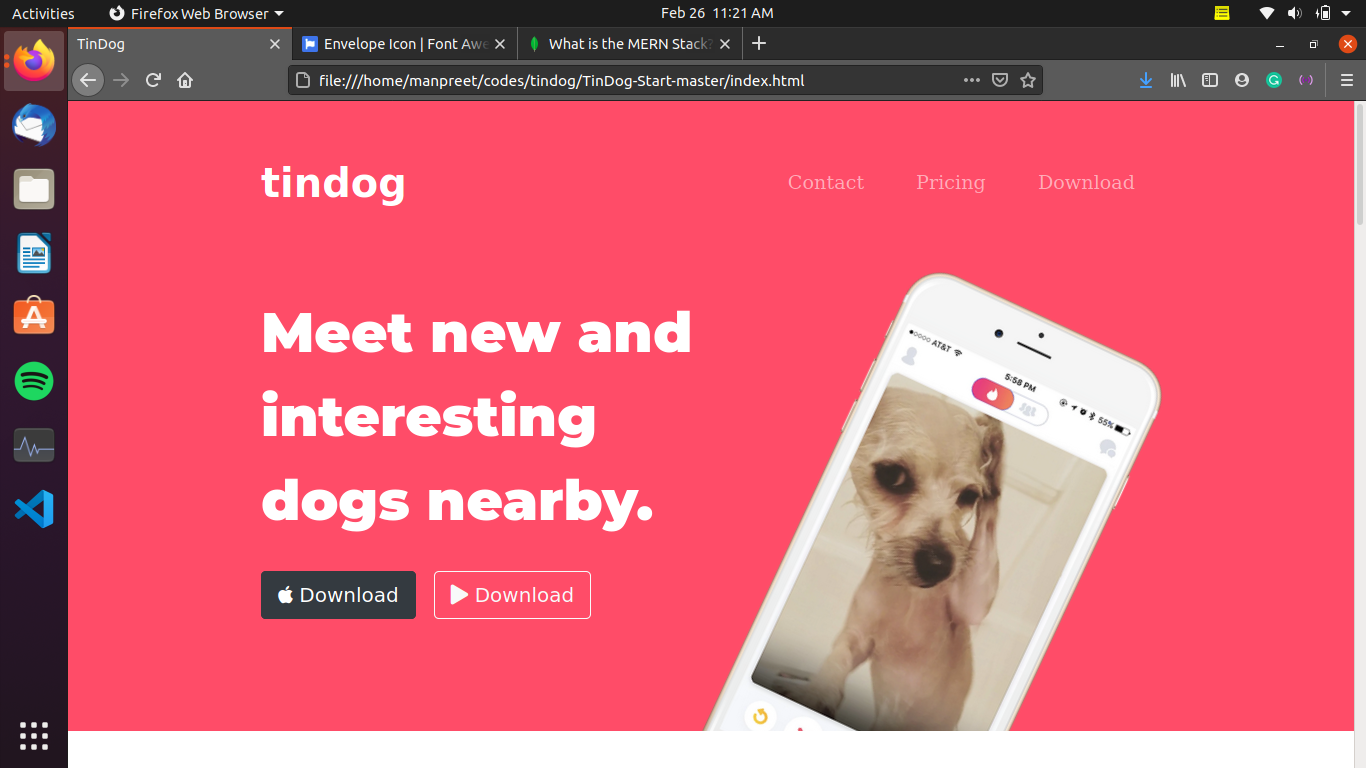 Activities
Firefox Web Browser
Feb 26 11:21 AM
TinDog
Envelope Icon | Font Awe
What is the MERN Stack?
file:///home/manpreet/codes/tindog/TinDog-Start-master/index.html
tindog
Contact
Pricing
Download
Meet new and
interesting
dogs nearby.
Download
Download
AT&T
5:58 PM
55%